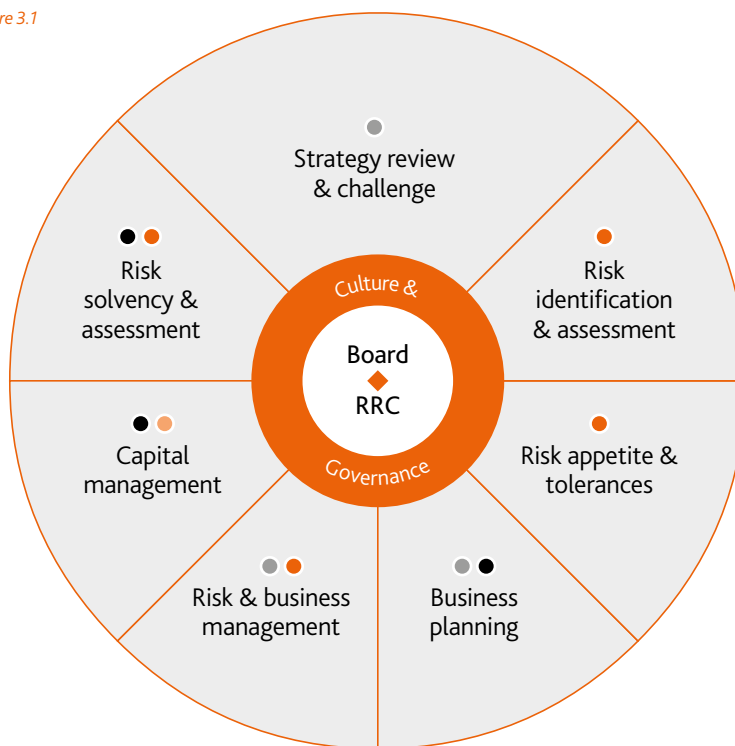 re 3.1
Strategy review
& challenge
Risk
solvency &
assessment
Risk
identification
& assessment
Culture &
Board
RRC
Governance
Capital
management
Risk appetite &
tolerances
Risk & business
management
Business
planning